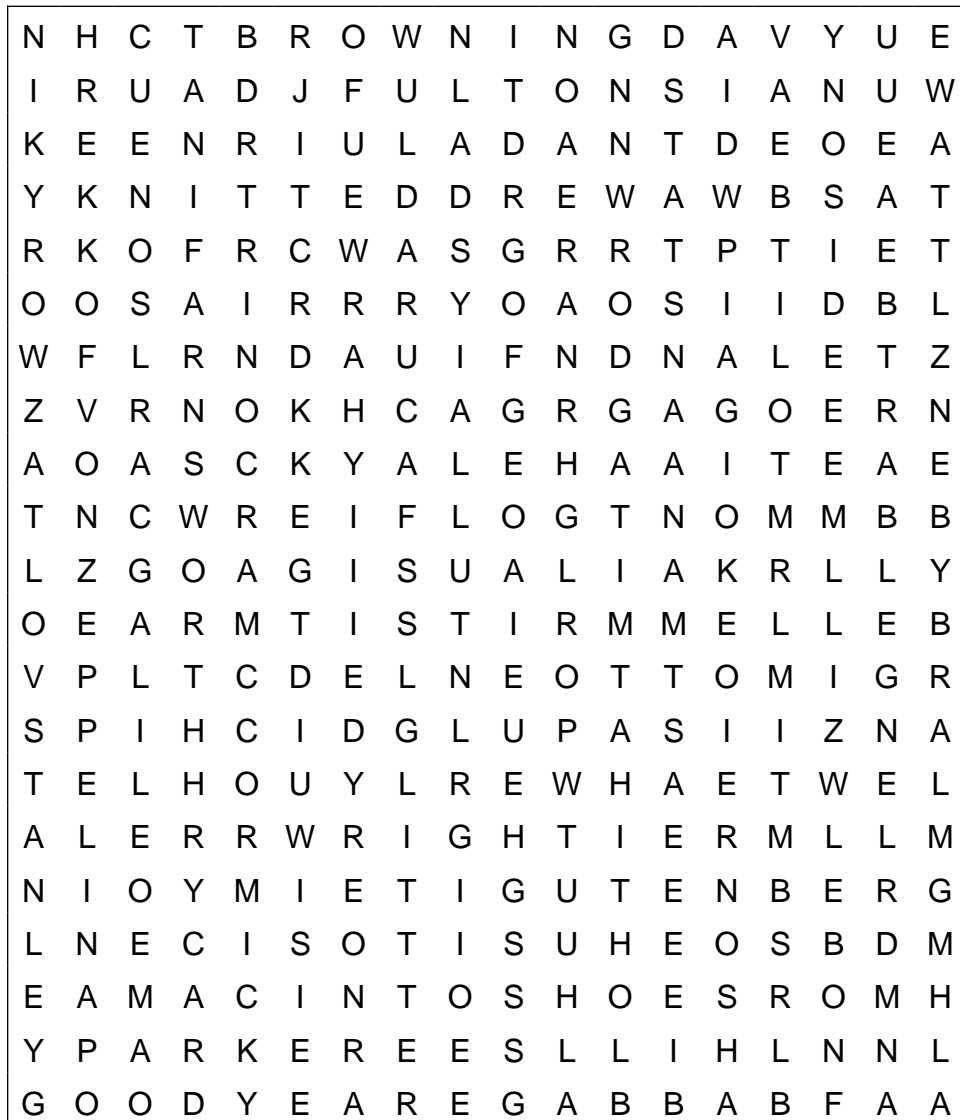 N H C T B R O W N I N G D A V Y U E
I R U A D J F U L T O N S I A N U W
K E E N R I U L A D A N T D E O E A
Y K N I T T E D D R E W A W B S A T
R K O F R C W A S G R R T P T I E T
O O S A I R R R Y O A O S I I D B L
W F L R N D A U I F N D N A L E T Z
Z V R N O K H C A G R G A G O E R N
A O A S C K Y A L E H A A I T E A E
T N C W R E I F L O G T N O M M B B
L Z G O A G I S U A L I A K R L L Y
O E A R M T I S T I R M M E L L E B
V P L T C D E L N E O T T O M I G R
S P I H C I D G L U P A S I I Z N A
T E L H O U Y L R E W H A E T W E L
A L E R R W R I G H T I E R M L L M
N I O Y M I E T I G U T E N B E R G
L N E C I S O T I S U H E O S B D M
E A M A C I N T O S H O E S R O M H
Y P A R K E R E E S L L I H L N N L
G O O D Y E A R E G A B B A B F A A